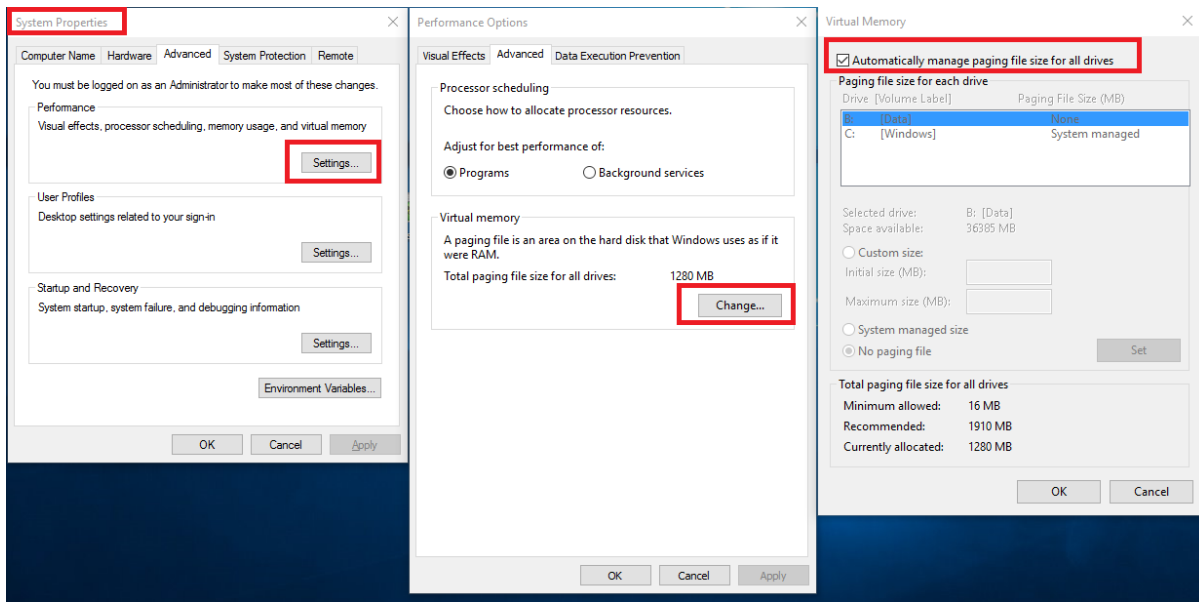 System Properties
Computer Name Hardware Advanced System Protection Remote
You must be logged on as an Administrator to make most of these changes.
Performance
Visual effects, processor scheduling, memory usage, and virtual memory
Settings...
User Profiles
Desktop settings related to your sign-in
Settings...
Startup and Recovery
System startup, system failure, and debugging information
Settings...
Environment Variables...
OK Cancel Apply
Performance Options
Visual Effects Advanced Data Execution Prevention
Processor scheduling
Choose how to allocate processor resources.
Adjust for best performance of:
Programs Background services
Virtual memory
A paging file is an area on the hard disk that Windows uses as if it
were RAM.
Total paging file size for all drives: 1280 MB
Change...
OK Cancel Apply
Virtual Memory
Automatically manage paging file size for all drives
Paging file size for each drive
Drive [Volume Label] Paging File Size (MB)
B: [Data] None
C: [Windows] System managed
Selected drive: B: [Data]
Space available: 36385 MB
Custom size:
Initial size (MB):
Maximum size (MB):
System managed size
No paging file Set
Total paging file size for all drives
Minimum allowed: 16 MB
Recommended: 1910 MB
Currently allocated: 1280 MB
OK Cancel